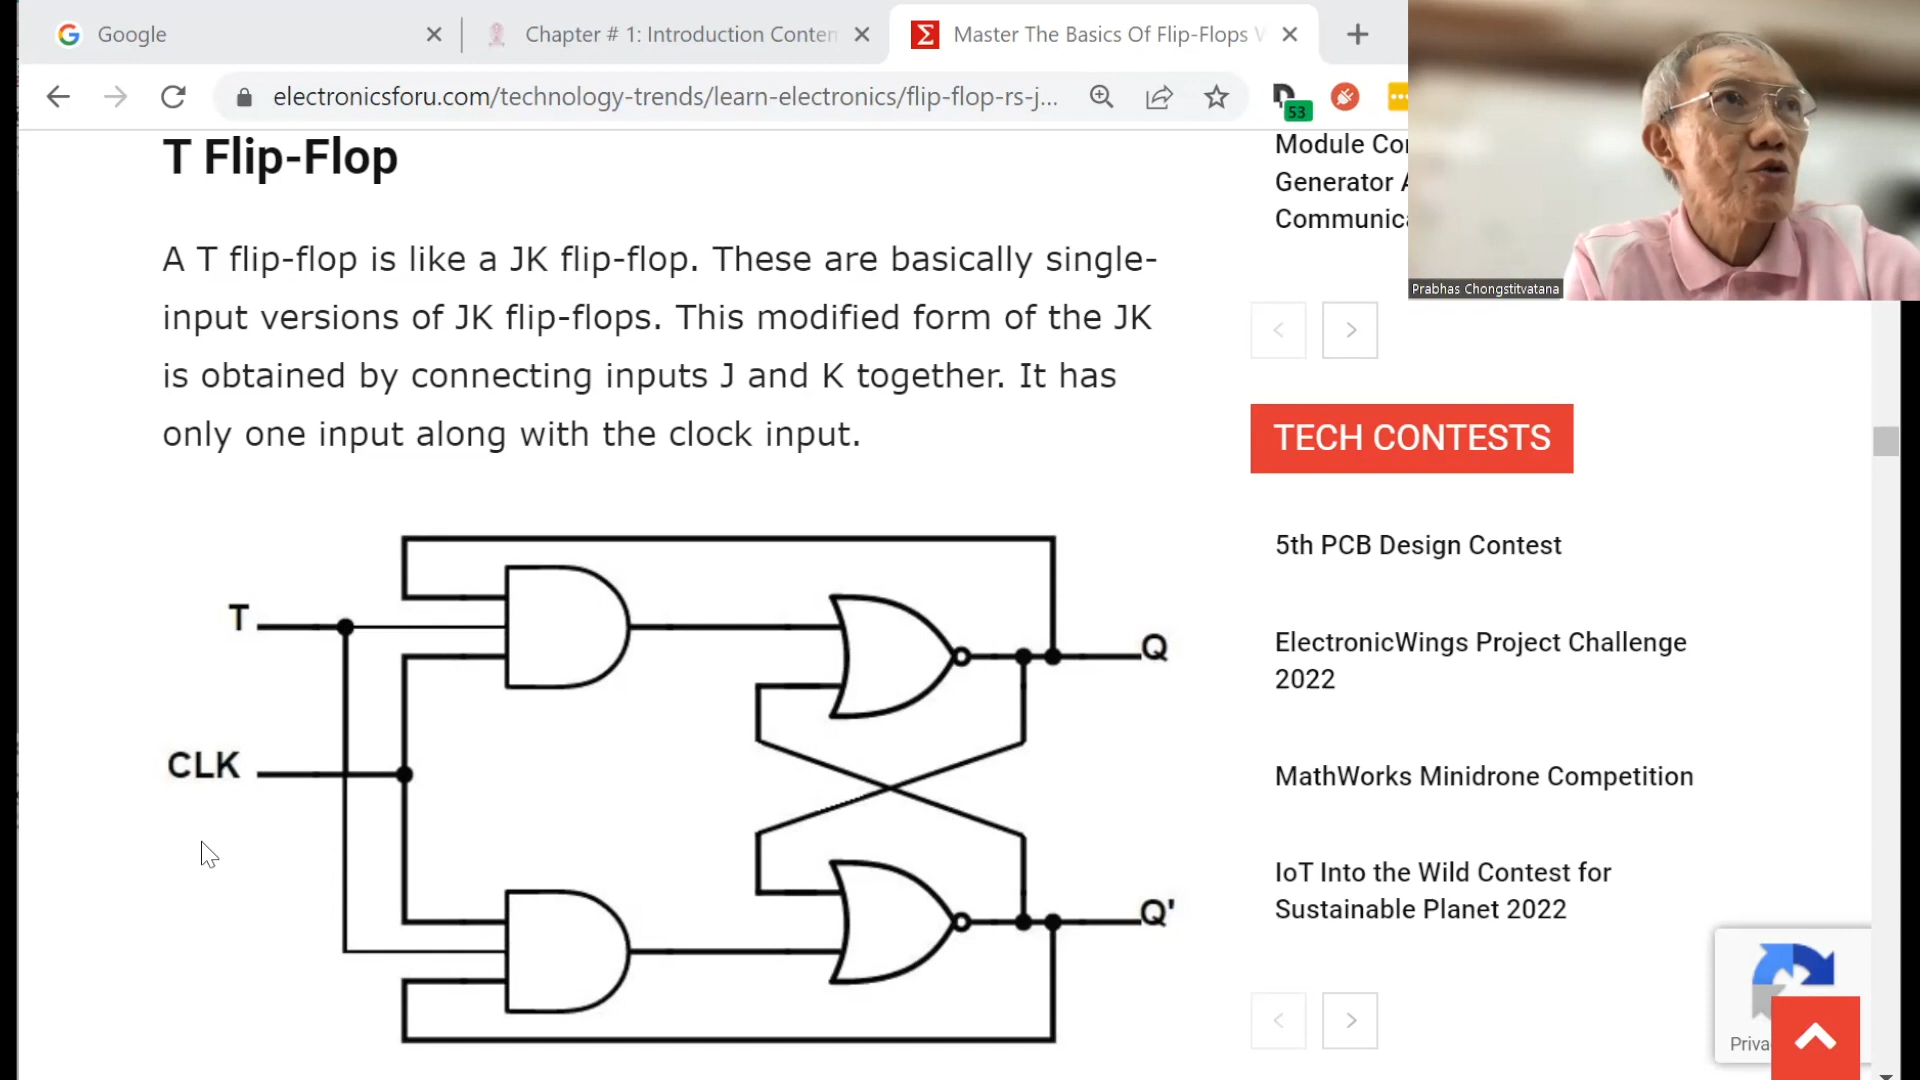 Google
Chapter # 1: Introduction Conten
Master The Basics Of Flip-Flops W
electronicsforu.com/technology-trends/learn-electronics/flip-flop-rs-j...
53
T Flip-Flop
A T flip-flop is like a JK flip-flop. These are basically single-
input versions of JK flip-flops. This modified form of the JK
is obtained by connecting inputs J and K together. It has
only one input along with the clock input.
T
CLK
Q
Q'
Module Co
Generator A
Communic
Prabhas Chongstitvatana
TECH CONTESTS
5th PCB Design Contest
ElectronicWings Project Challenge
2022
MathWorks Minidrone Competition
IoT Into the Wild Contest for
Sustainable Planet 2022
Priva